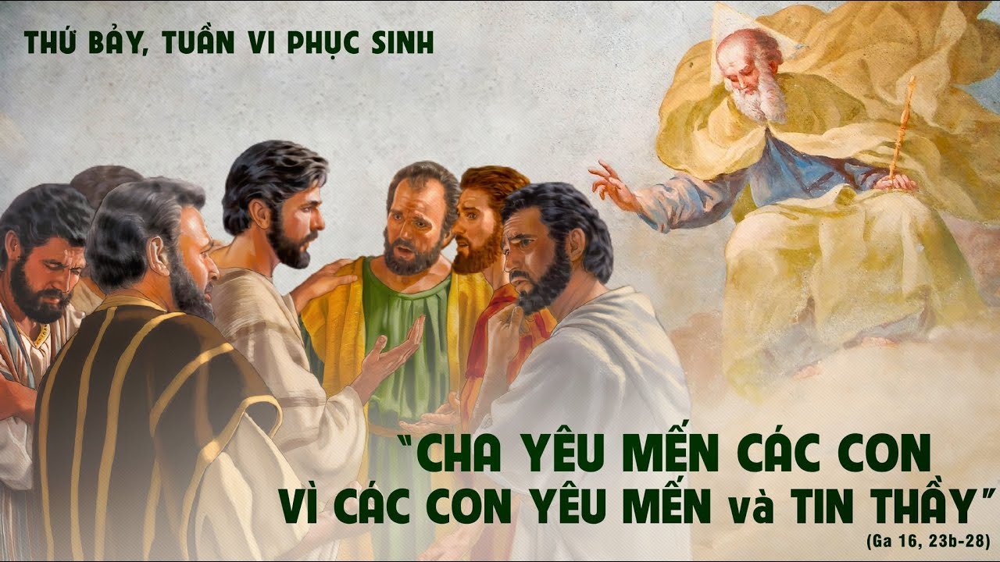 THỨ BẢY, TUẦN VI PHỤC SINH
“CHA YÊU MẾN CÁC CON
VÌ CÁC CON YÊU MẾN và TIN THẦY”
(Ga 16, 23b-28)